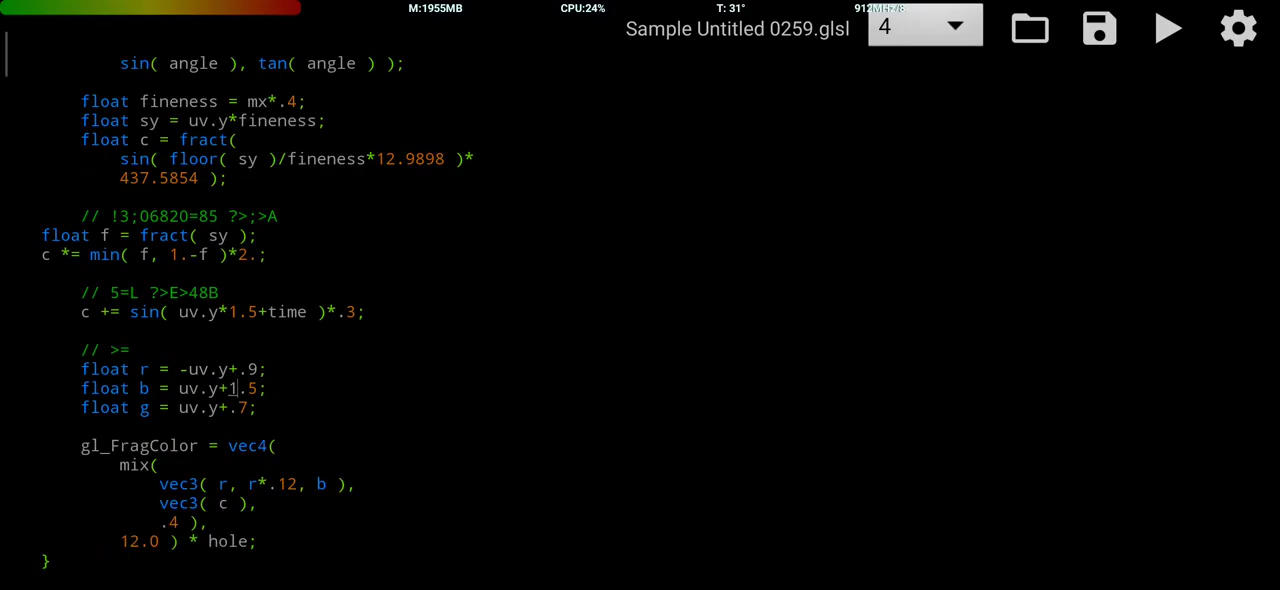 M:1955MB CPU:24% T: 31° 912MHz/8
Sample Untitled 0259.glsl 4
sin( angle ), tan( angle ) );
float fineness = mx*.4;
float sy = uv.y*fineness;
float c = fract(
sin( floor( sy )/fineness*12.9898 )*
437.5854 );
// !3;06820=85 ?>;>A
float f = fract( sy );
c *= min( f, 1.-f )*2.;
// 5=L ?>E>48B
c += sin( uv.y*1.5+time )*.3;
// >=
float r = -uv.y+.9;
float b = uv.y+1.5;
float g = uv.y+.7;
gl_FragColor = vec4(
mix(
vec3( r, r*.12, b ),
vec3( c ),
.4 ),
12.0 ) * hole;
}